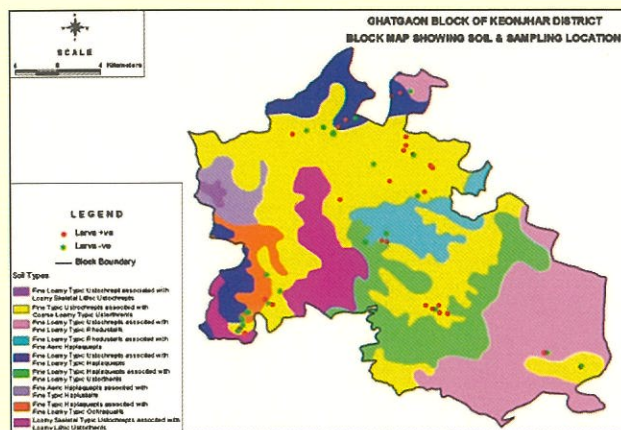 GHATGAON BLOCK OF KEONJHAR DISTRICT
BLOCK MAP SHOWING SOIL & SAMPLING LOCATION
SCALE
4 0 4 Kilometers
LEGEND
Larva +ve
Larva -ve
Block Boundary
Soil Types
Fine Loamy Typic Ustochrepts associated with
Loamy Skeletal Lithic Ustochrepts
Fine Typic Ustochrepts associated with
Coarse Loamy Typic Ustorthents
Fine Loamy Typic Ustochrepts associated with
Fine Loamy Typic Rhodustalfs
Fine Loamy Typic Rhodustalfs associated with
Fine Aeric Haplaquepts
Fine Loamy Typic Ustochrepts associated with
Fine Loamy Typic Haplaquepts
Fine Loamy Typic Haplaquepts associated with
Fine Loamy Typic Ustorthents
Fine Aeric Haplaquepts associated with
Fine Typic Haplustalfs
Fine Typic Haplaquepts associated with
Fine Loamy Typic Ochraqualfs
Loamy Skeletal Typic Ustochrepts associated with
Loamy Lithic Ustorthents